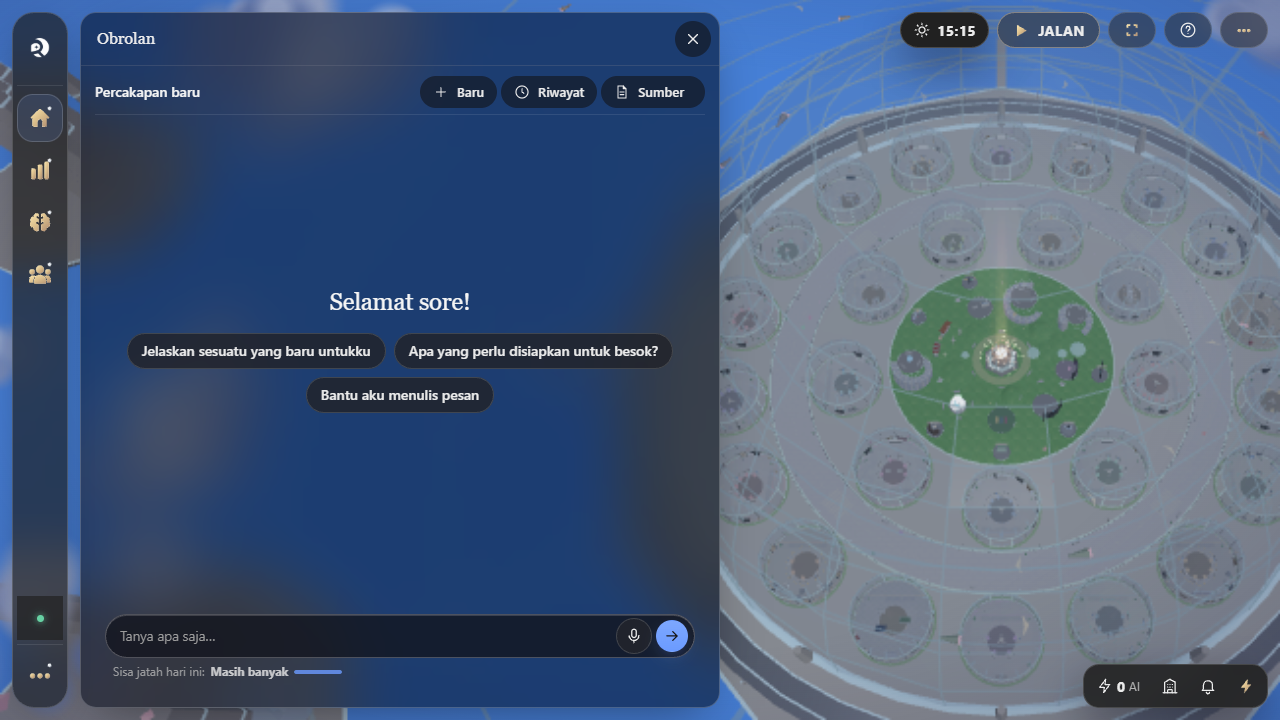 Obrolan
15:15
JALAN
Percakapan baru
Baru
Riwayat
Sumber
Selamat sore!
Jelaskan sesuatu yang baru untukku
Apa yang perlu disiapkan untuk besok?
Bantu aku menulis pesan
Tanya apa saja...
Sisa jatah hari ini: Masih banyak
0 AI